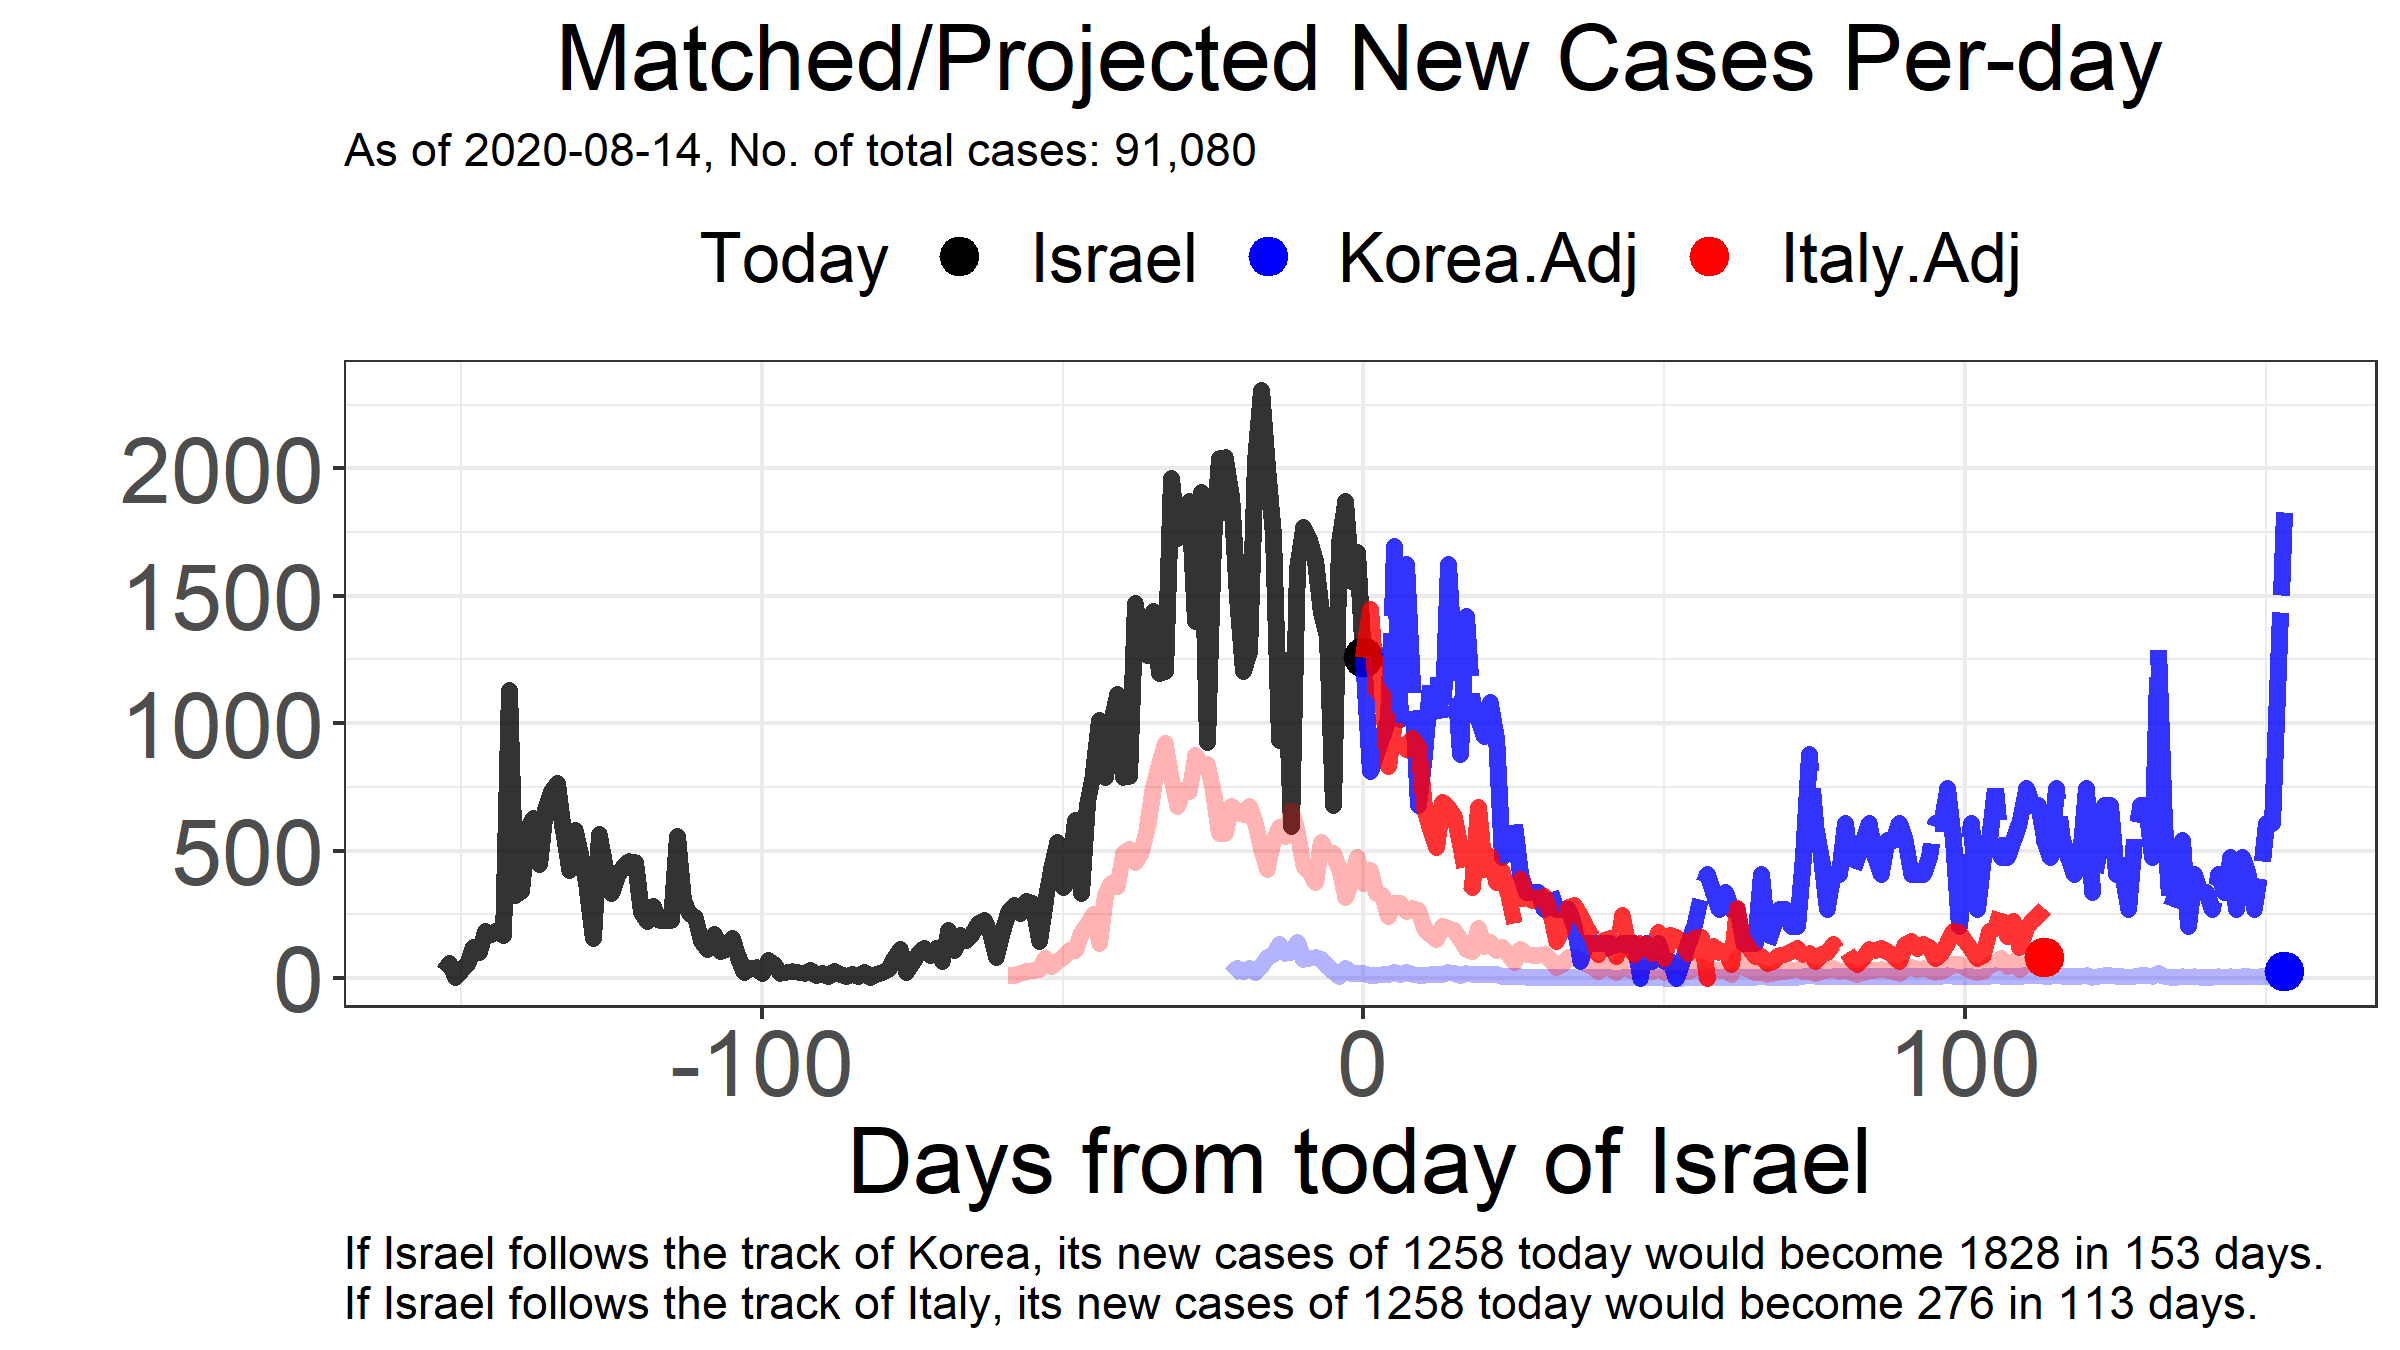 Matched/Projected New Cases Per-day
As of 2020-08-14, No. of total cases: 91,080
Today Israel Korea.Adj Italy.Adj
2000
1500
1000
500
0
-100 0 100
Days from today of Israel
If Israel follows the track of Korea, its new cases of 1258 today would become 1828 in 153 days.
If Israel follows the track of Italy, its new cases of 1258 today would become 276 in 113 days.